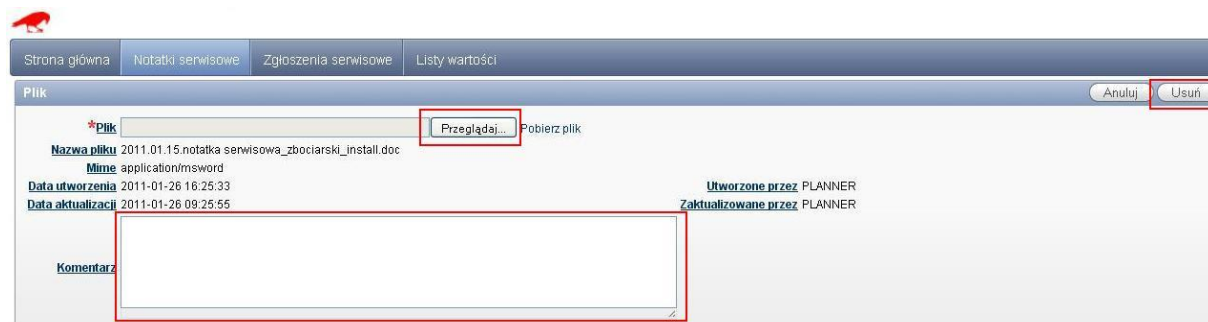 Strona główna Notatki serwisowe Zgłoszenia serwisowe Listy wartości
Plik Anuluj Usuń
*Plik Przeglądaj... Pobierz plik
Nazwa pliku 2011.01.15.notatka serwisowa_zbociarski_install.doc
Mime application/msword
Data utworzenia 2011-01-26 16:25:33 Utworzone przez PLANNER
Data aktualizacji 2011-01-26 09:25:55 Zaktualizowane przez PLANNER
Komentarz